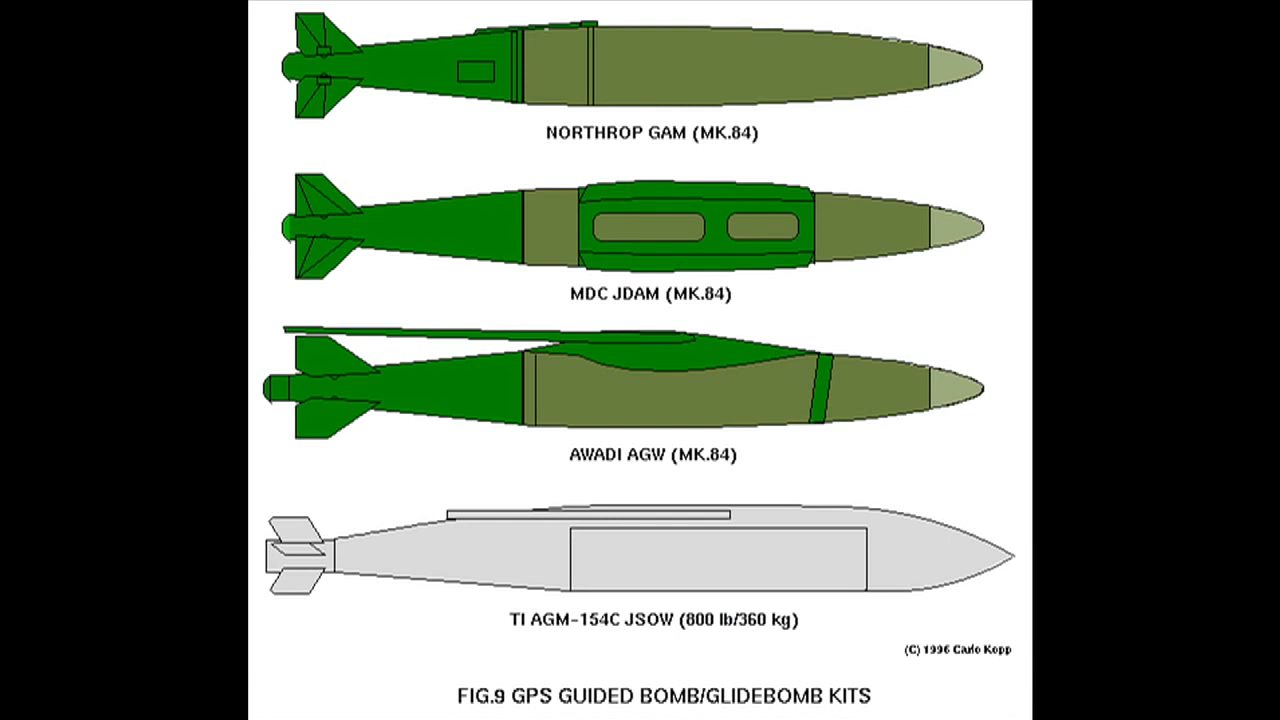 NORTHROP GAM (MK.84)
MDC JDAM (MK.84)
AWADI AGW (MK.84)
TI AGM-154C JSOW (800 lb/360 kg)
(C) 1996 Carlo Kopp
FIG.9 GPS GUIDED BOMB/GLIDEBOMB KITS